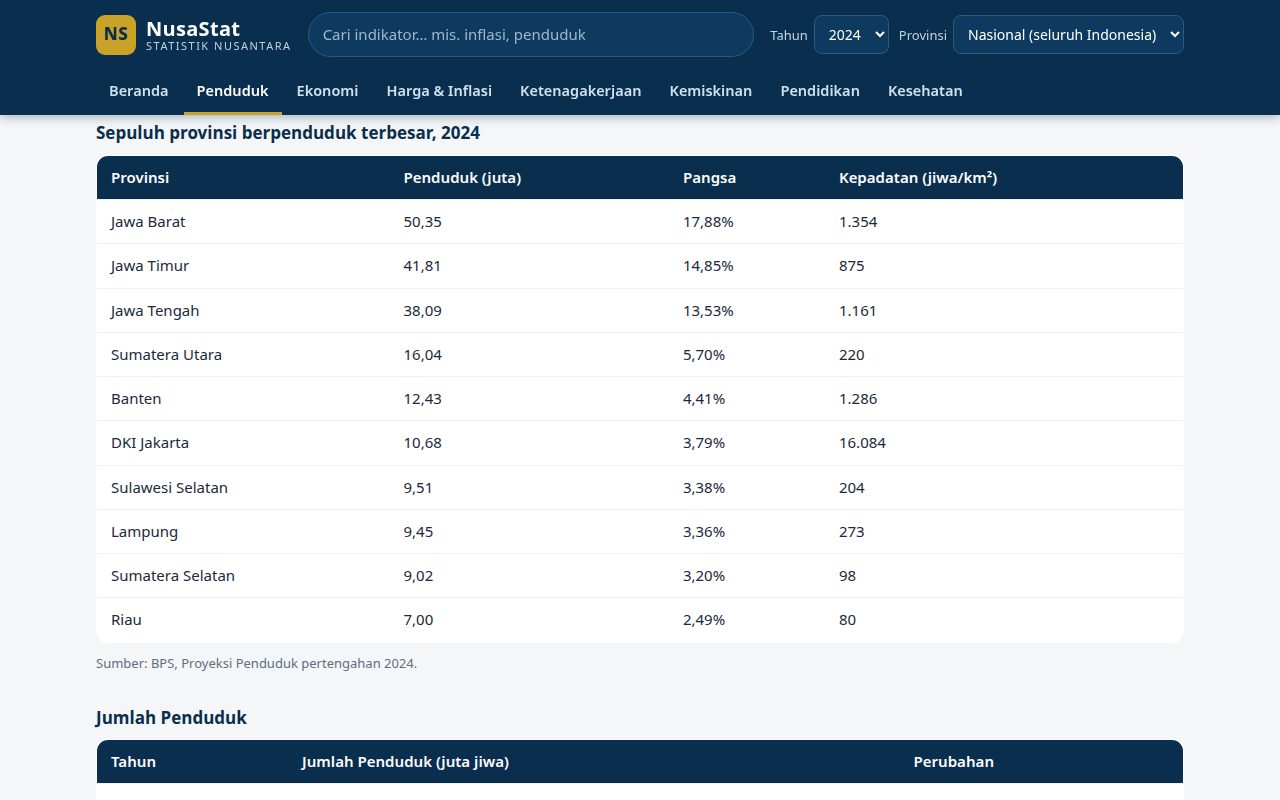 NS
NusaStat
STATISTIK NUSANTARA
Cari indikator... mis. inflasi, penduduk
Tahun 2024 Provinsi Nasional (seluruh Indonesia)
Beranda Penduduk Ekonomi Harga & Inflasi Ketenagakerjaan Kemiskinan Pendidikan Kesehatan
Sepuluh provinsi berpenduduk terbesar, 2024
Provinsi Penduduk (juta) Pangsa Kepadatan (jiwa/km²)
Jawa Barat 50,35 17,88% 1.354
Jawa Timur 41,81 14,85% 875
Jawa Tengah 38,09 13,53% 1.161
Sumatera Utara 16,04 5,70% 220
Banten 12,43 4,41% 1.286
DKI Jakarta 10,68 3,79% 16.084
Sulawesi Selatan 9,51 3,38% 204
Lampung 9,45 3,36% 273
Sumatera Selatan 9,02 3,20% 98
Riau 7,00 2,49% 80
Sumber: BPS, Proyeksi Penduduk pertengahan 2024.
Jumlah Penduduk
Tahun Jumlah Penduduk (juta jiwa) Perubahan